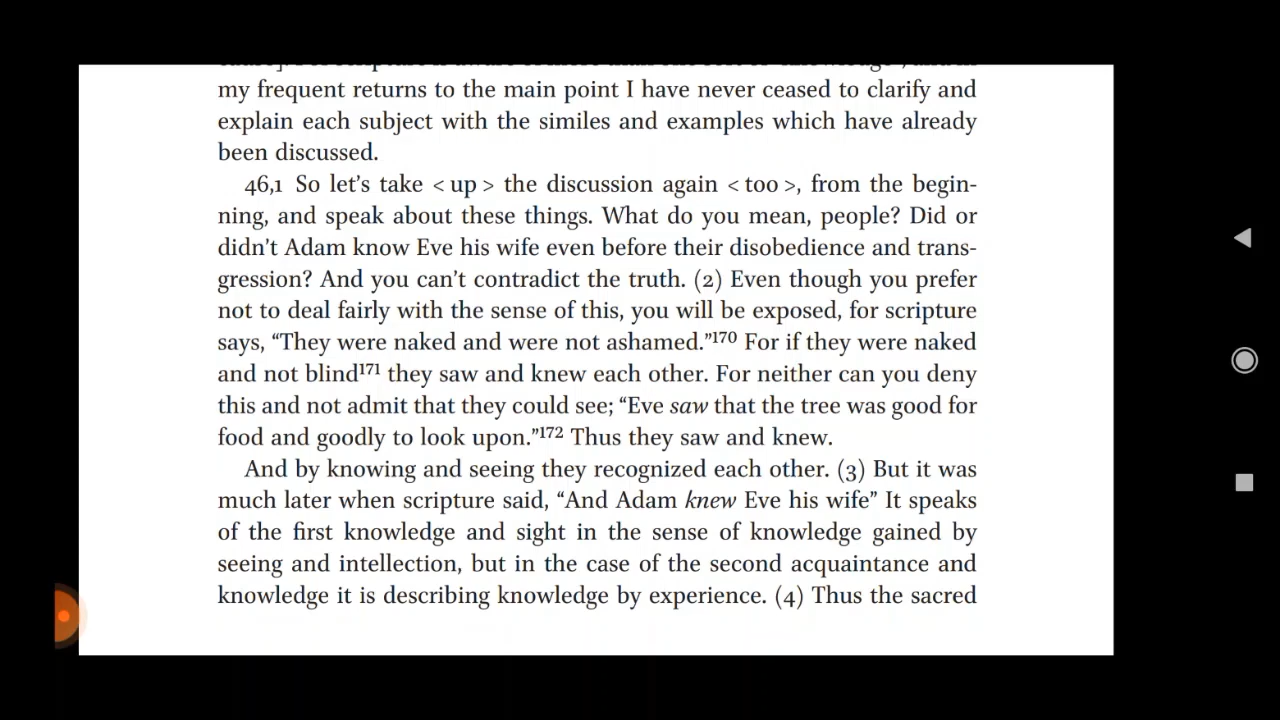 my frequent returns to the main point I have never ceased to clarify and
explain each subject with the similes and examples which have already
been discussed.
46,1 So let's take < up > the discussion again < too >, from the begin-
ning, and speak about these things. What do you mean, people? Did or
didn't Adam know Eve his wife even before their disobedience and trans-
gression? And you can't contradict the truth. (2) Even though you prefer
not to deal fairly with the sense of this, you will be exposed, for scripture
says, “They were naked and were not ashamed.”170 For if they were naked
and not blind171 they saw and knew each other. For neither can you deny
this and not admit that they could see; “Eve saw that the tree was good for
food and goodly to look upon.”172 Thus they saw and knew.
And by knowing and seeing they recognized each other. (3) But it was
much later when scripture said, “And Adam knew Eve his wife” It speaks
of the first knowledge and sight in the sense of knowledge gained by
seeing and intellection, but in the case of the second acquaintance and
knowledge it is describing knowledge by experience. (4) Thus the sacred